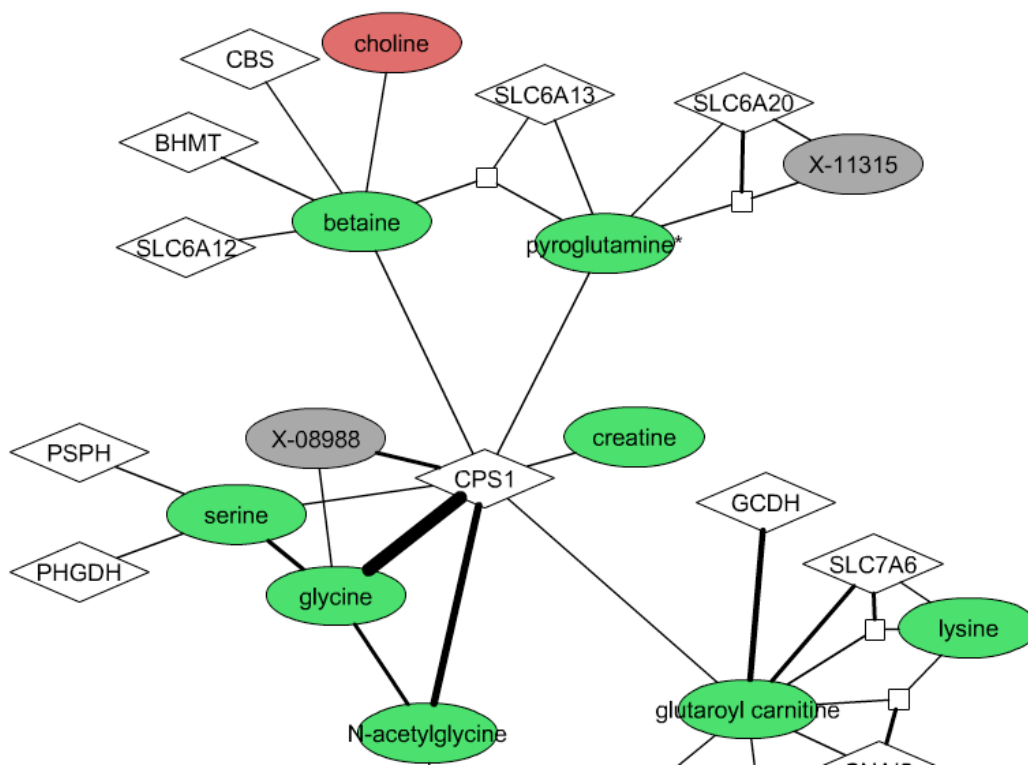 choline
CBS
SLC6A13
SLC6A20
BHMT
X-11315
betaine
SLC6A12
pyroglutamine*
X-08988
creatine
PSPH
CPS1
GCDH
serine
SLC7A6
PHGDH
glycine
lysine
glutaroyl carnitine
N-acetylglycine